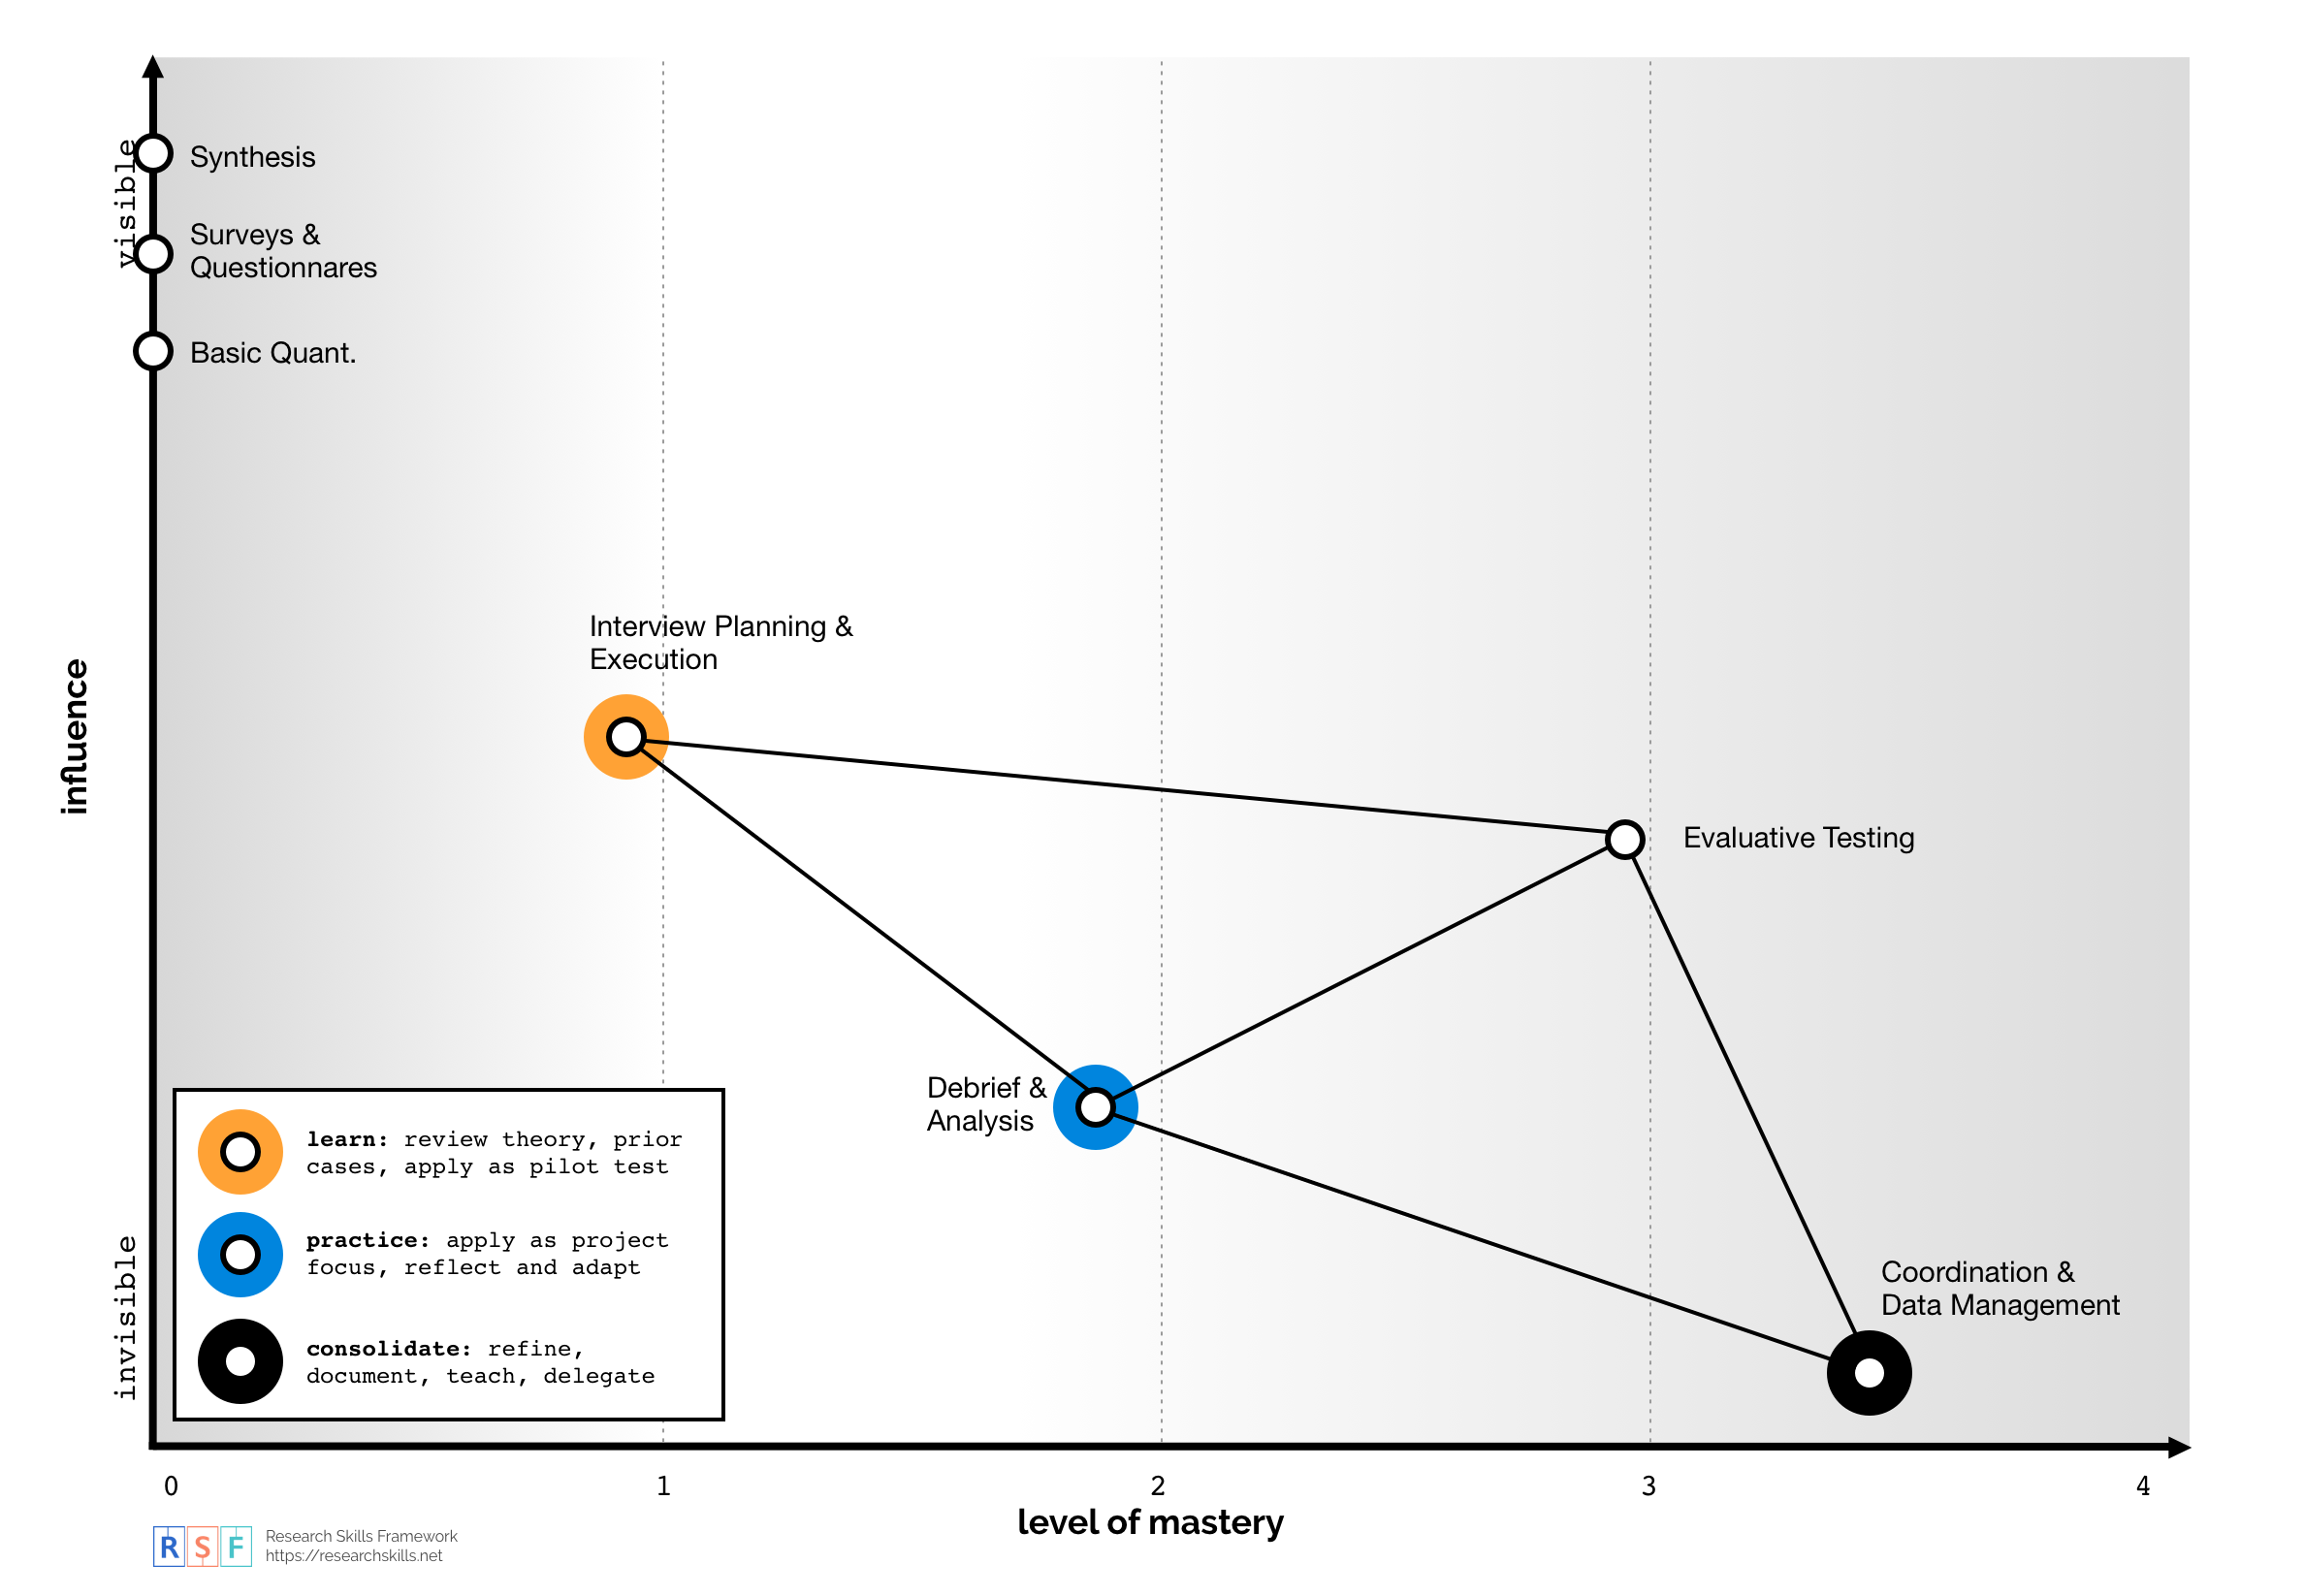 visible
Synthesis
Surveys &
Questionnares
Basic Quant.
influence
Interview Planning &
Execution
Evaluative Testing
Debrief &
Analysis
Coordination &
Data Management
invisible
learn: review theory, prior
cases, apply as pilot test
practice: apply as project
focus, reflect and adapt
consolidate: refine,
document, teach, delegate
0 1 2 3 4
level of mastery
R S F
Research Skills Framework
https://researchskills.net